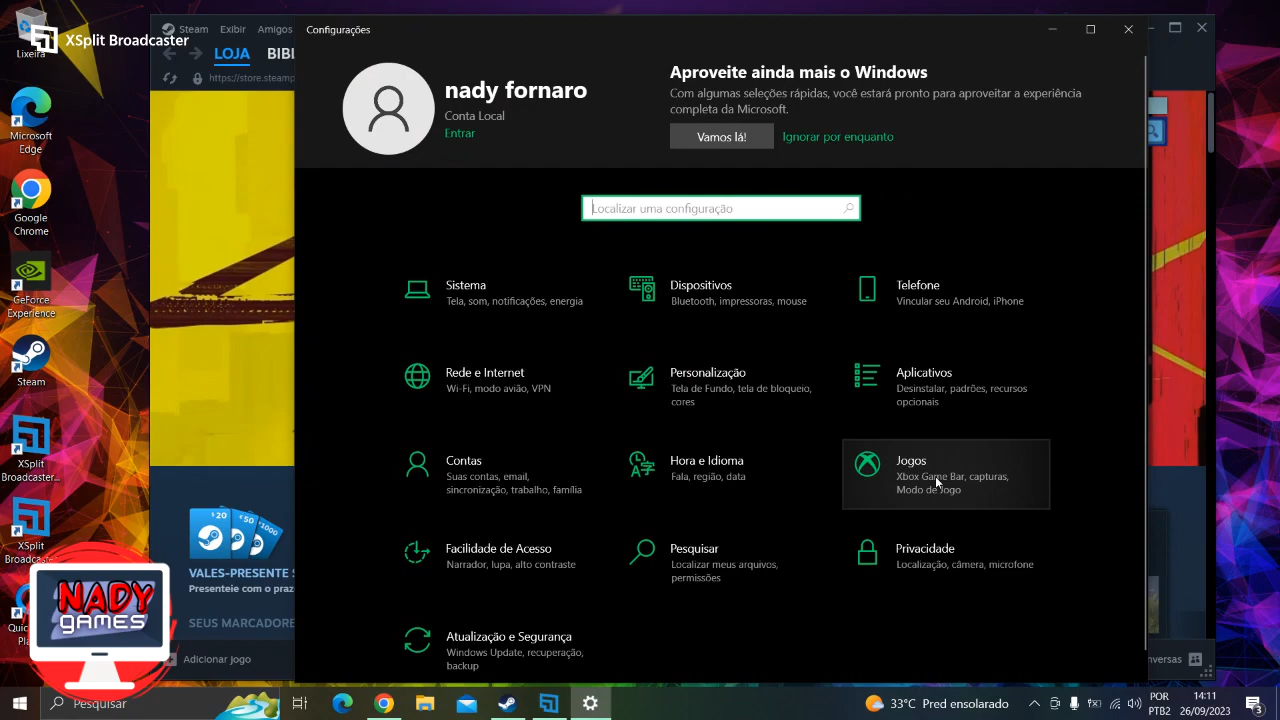 Lixeira
XSplit Broadcaster
Microsoft
Edge
Google
Chrome
GeForce
Experience
Steam
XSplit
Broadcaster...
XSplit
Steam Exibir Amigos
LOJA
https://store.steamp
$20
VALES-PRESENTE S
SEUS MARCADORE
Adicionar jogo
nversas
NADY
GAMES
Configurações
nady fornaro
Conta Local
Entrar
Aproveite ainda mais o Windows
Com algumas seleções rápidas, você estará pronto para aproveitar a experiência
completa da Microsoft.
Vamos lá!
Ignorar por enquanto
Localizar uma configuração
Sistema
Tela, som, notificações, energia
Dispositivos
Bluetooth, impressoras, mouse
Telefone
Vincular seu Android, iPhone
Rede e Internet
Wi-Fi, modo avião, VPN
Personalização
Tela de Fundo, tela de bloqueio,
cores
Aplicativos
Desinstalar, padrões, recursos
opcionais
Contas
Suas contas, email,
sincronização, trabalho, família
Hora e Idioma
Fala, região, data
Jogos
Xbox Game Bar, capturas,
Modo de Jogo
Facilidade de Acesso
Narrador, lupa, alto contraste
Pesquisar
Localizar meus arquivos,
permissões
Privacidade
Localização, câmera, microfone
Atualização e Segurança
Windows Update, recuperação,
backup
Pesquisar
33°C Pred ensolarado
POR
PTB2
14:11
26/09/2023
3